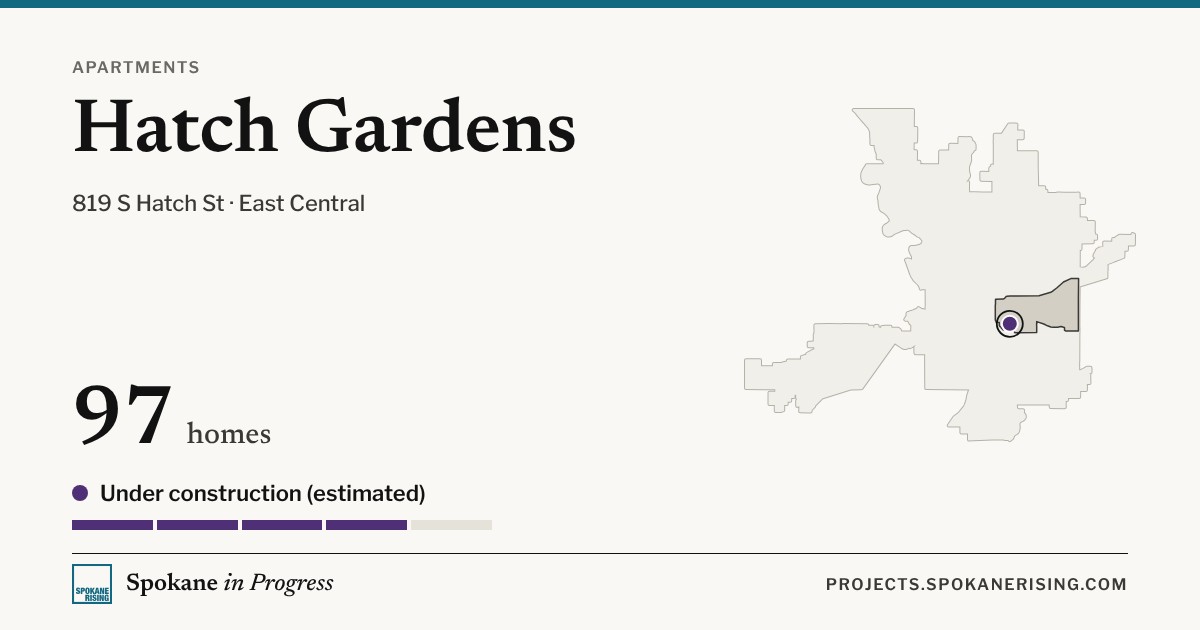 APARTMENTS
Hatch Gardens
819 S Hatch St · East Central
97 homes
Under construction (estimated)
SPOKANE
RISING
Spokane in Progress
PROJECTS.SPOKANERISING.COM